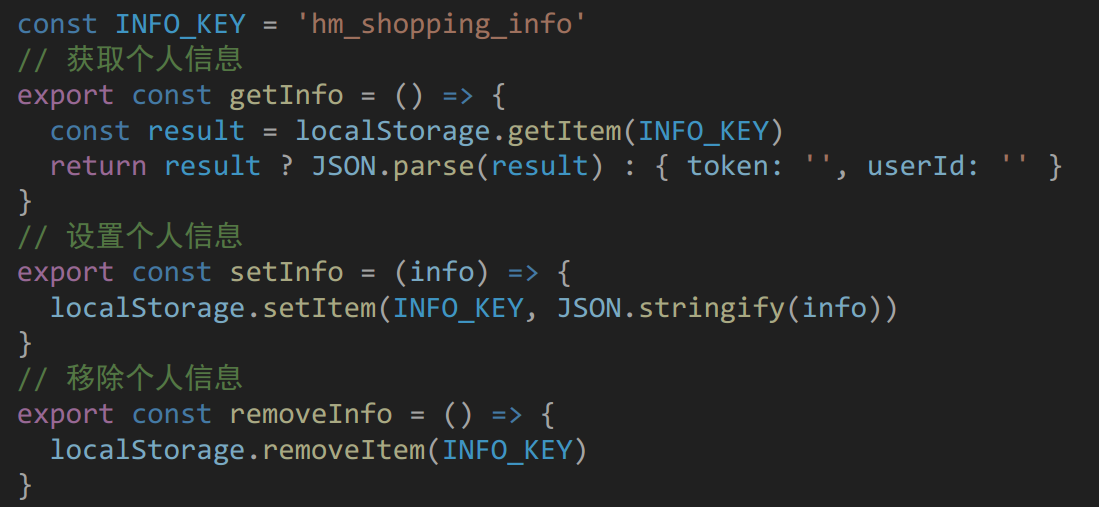 const INFO_KEY = 'hm_shopping_info'
// 获取个人信息
export const getInfo = () => {
  const result = localStorage.getItem(INFO_KEY)
  return result ? JSON.parse(result) : { token: '', userId: '' }
}
// 设置个人信息
export const setInfo = (info) => {
  localStorage.setItem(INFO_KEY, JSON.stringify(info))
}
// 移除个人信息
export const removeInfo = () => {
  localStorage.removeItem(INFO_KEY)
}